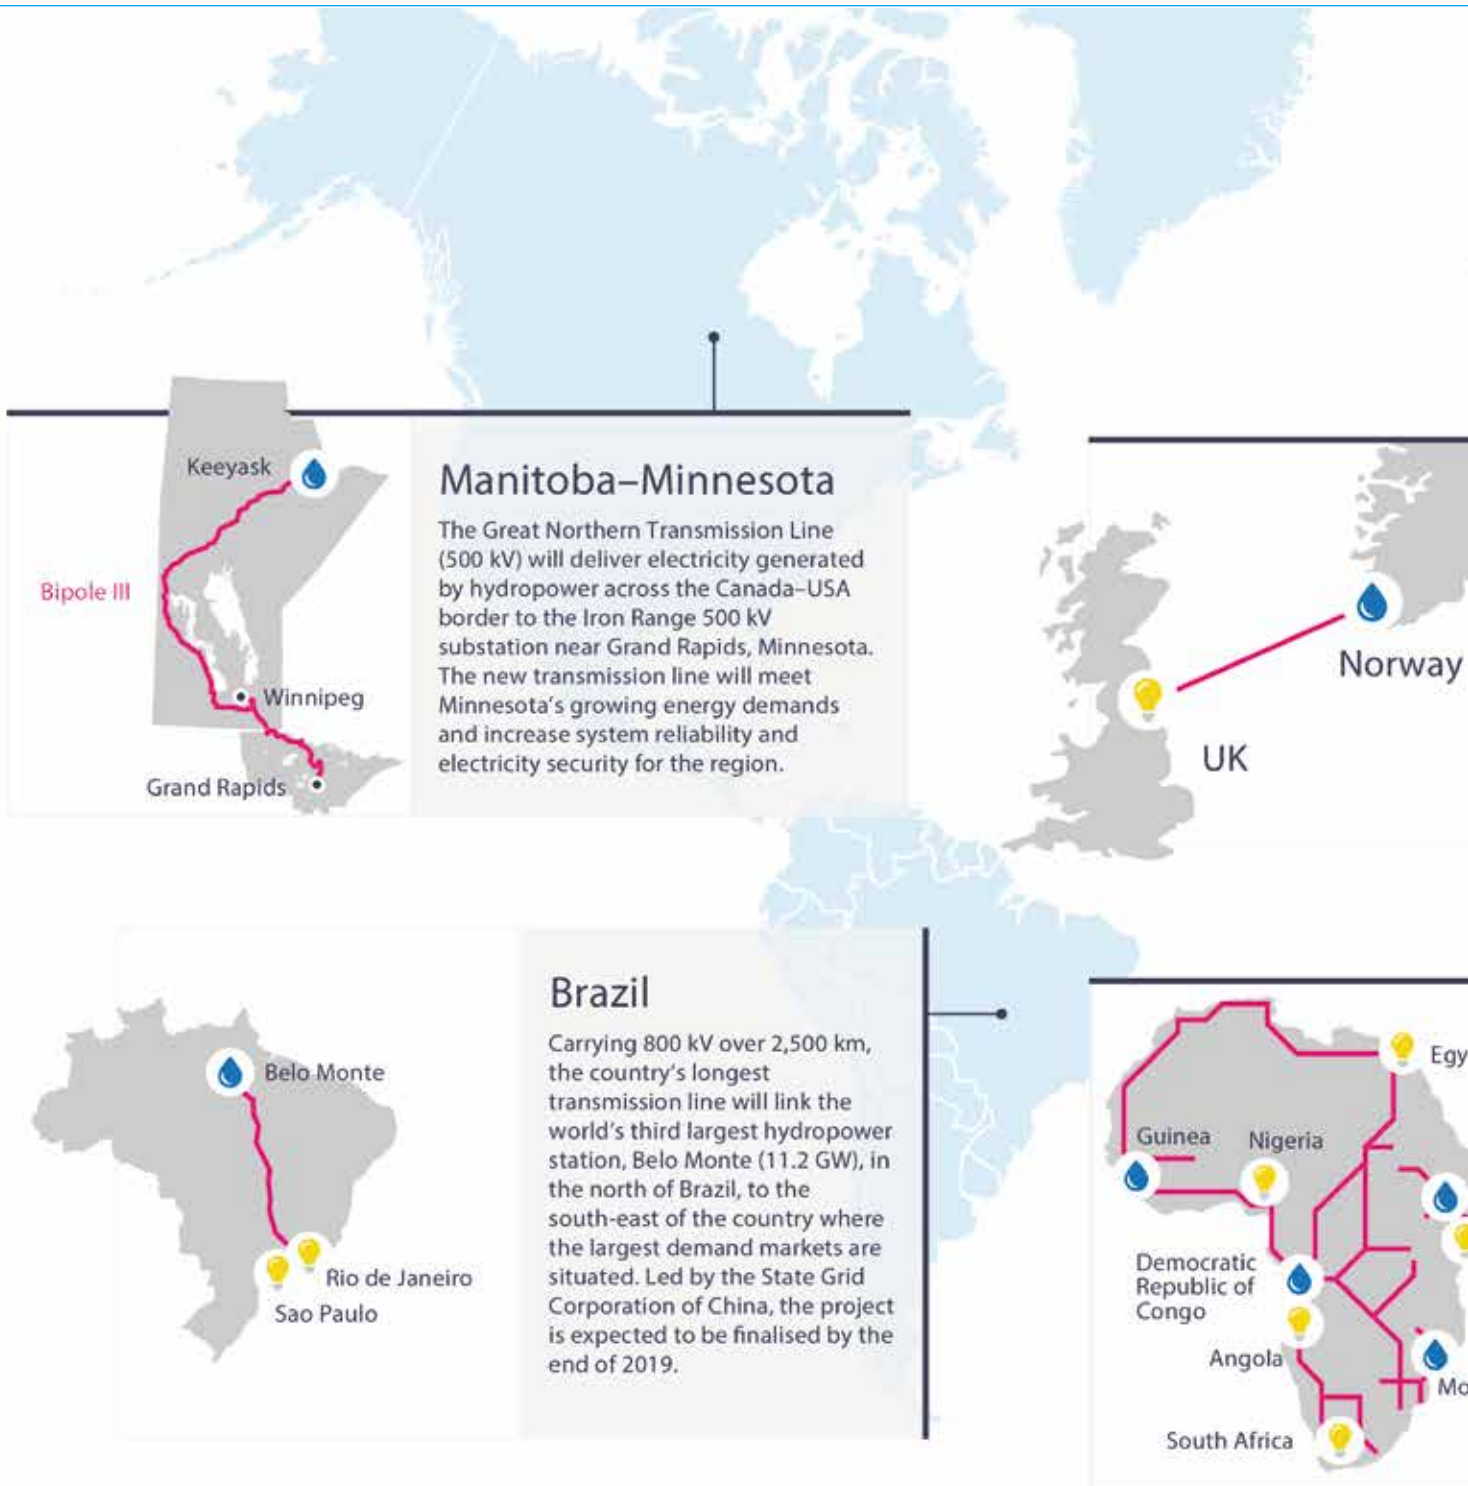 Keeyask
Bipole III
Winnipeg
Grand Rapids
Manitoba–Minnesota
The Great Northern Transmission Line
(500 kV) will deliver electricity generated
by hydropower across the Canada–USA
border to the Iron Range 500 kV
substation near Grand Rapids, Minnesota.
The new transmission line will meet
Minnesota's growing energy demands
and increase system reliability and
electricity security for the region.
Norway
UK
Belo Monte
Rio de Janeiro
Sao Paulo
Brazil
Carrying 800 kV over 2,500 km,
the country's longest
transmission line will link the
world's third largest hydropower
station, Belo Monte (11.2 GW), in
the north of Brazil, to the
south-east of the country where
the largest demand markets are
situated. Led by the State Grid
Corporation of China, the project
is expected to be finalised by the
end of 2019.
Egy
Guinea
Nigeria
Democratic
Republic of
Congo
Angola
Mo
South Africa